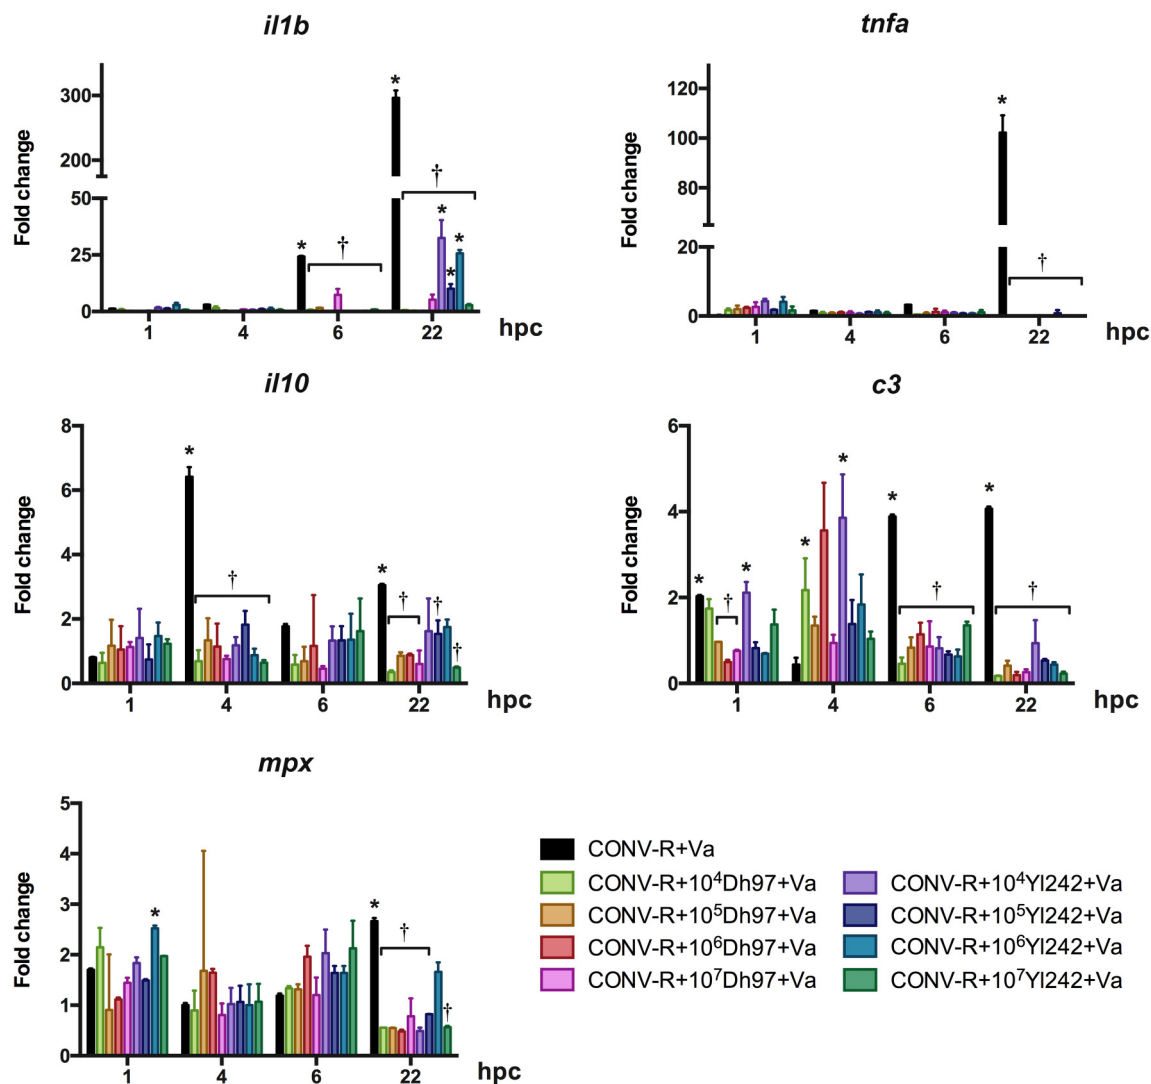 il1b
Fold change
300
200
50
25
0
* * † † * * *
1 4 6 22 hpc
tnfa
Fold change
120
100
80
20
0
* †
1 4 6 22 hpc
il10
Fold change
8
6
4
2
0
* † * † † †
1 4 6 22 hpc
c3
Fold change
6
4
2
0
* † * * * * † * †
1 4 6 22 hpc
mpx
Fold change
5
4
3
2
1
0
* * † †
1 4 6 22 hpc
CONV-R+Va
CONV-R+10⁴Dh97+Va
CONV-R+10⁵Dh97+Va
CONV-R+10⁶Dh97+Va
CONV-R+10⁷Dh97+Va
CONV-R+10⁴Yl242+Va
CONV-R+10⁵Yl242+Va
CONV-R+10⁶Yl242+Va
CONV-R+10⁷Yl242+Va